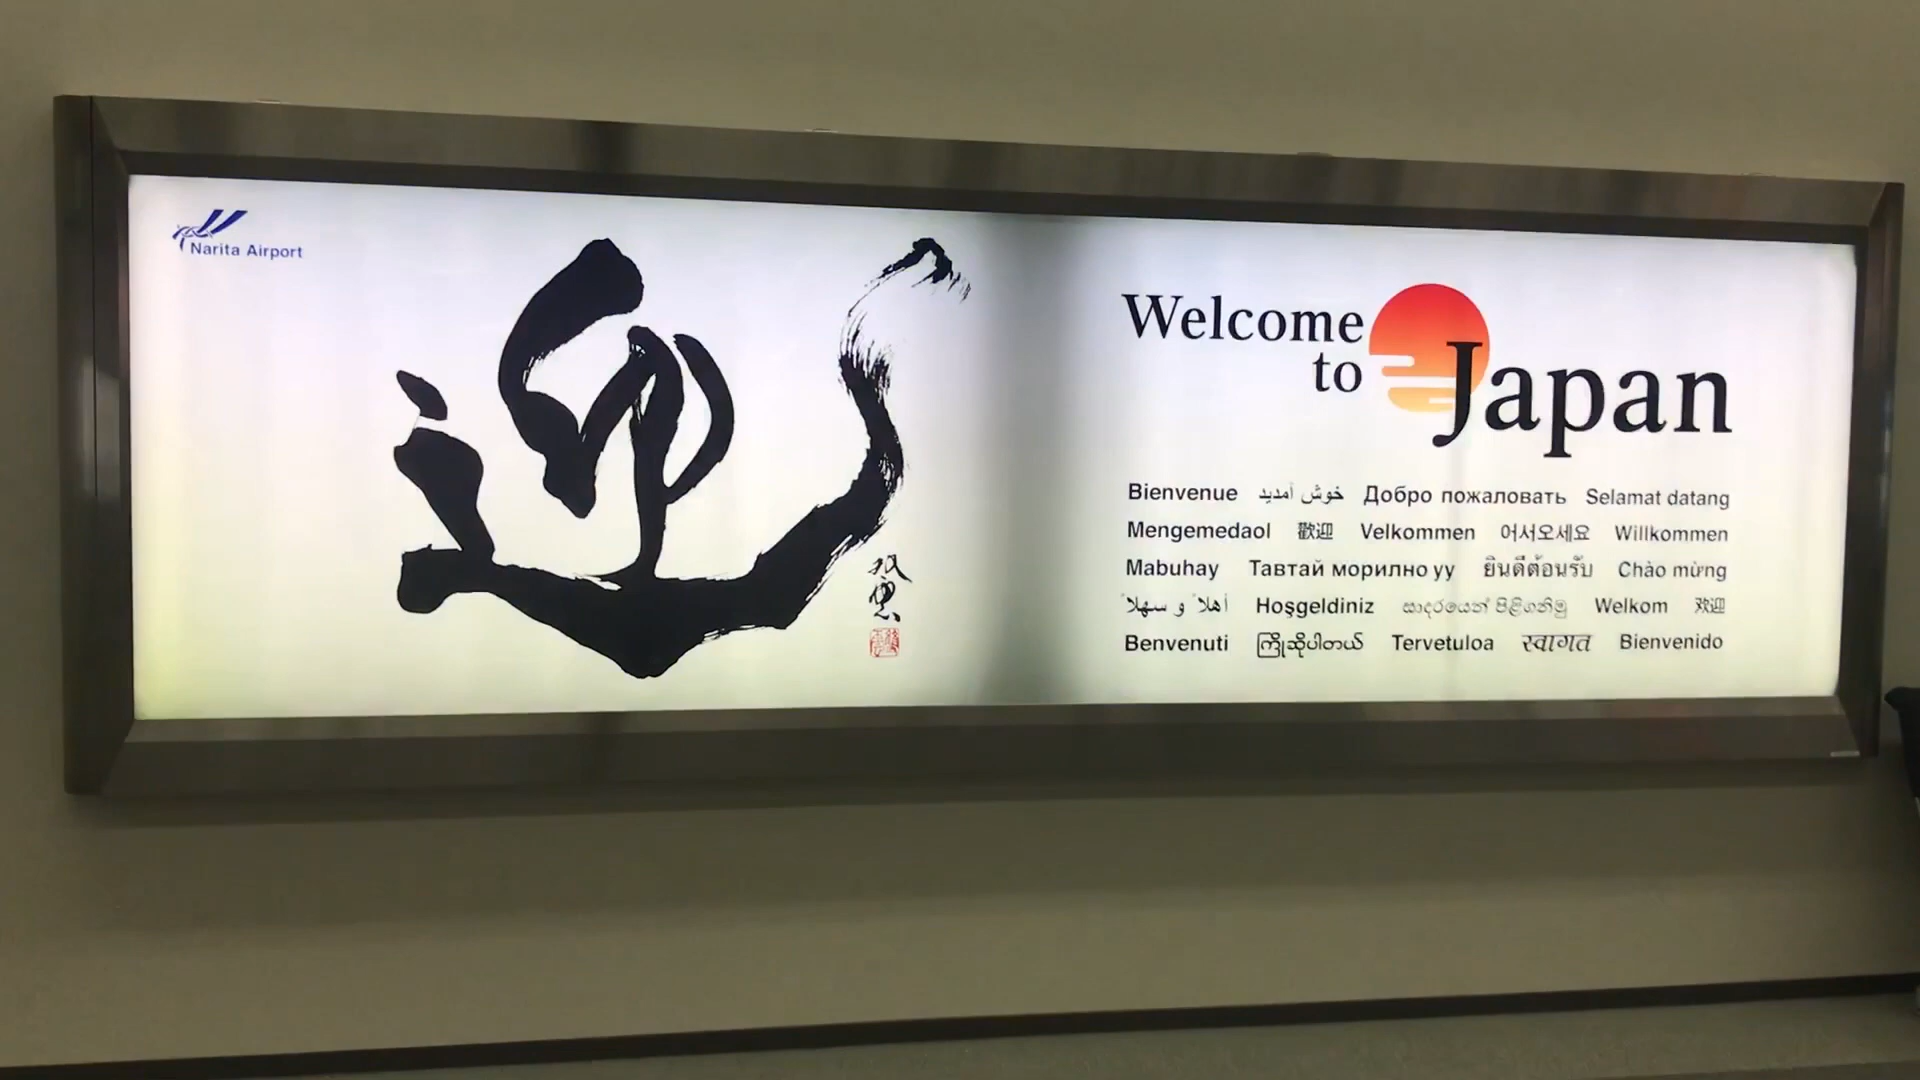 Narita Airport
迎
Welcome
to
Japan
Bienvenue خوش آمدید Добро пожаловать Selamat datang
Mengemedaol 歡迎 Velkommen 어서오세요 Willkommen
Mabuhay Тавтай морилно уу ยินดีต้อนรับ Chào mừng
أهلاً و سهلاً Hoşgeldiniz සාදරයෙන් පිළිගනිමු Welkom 欢迎
Benvenuti ကြိုဆိုပါတယ် Tervetuloa स्वागत Bienvenido